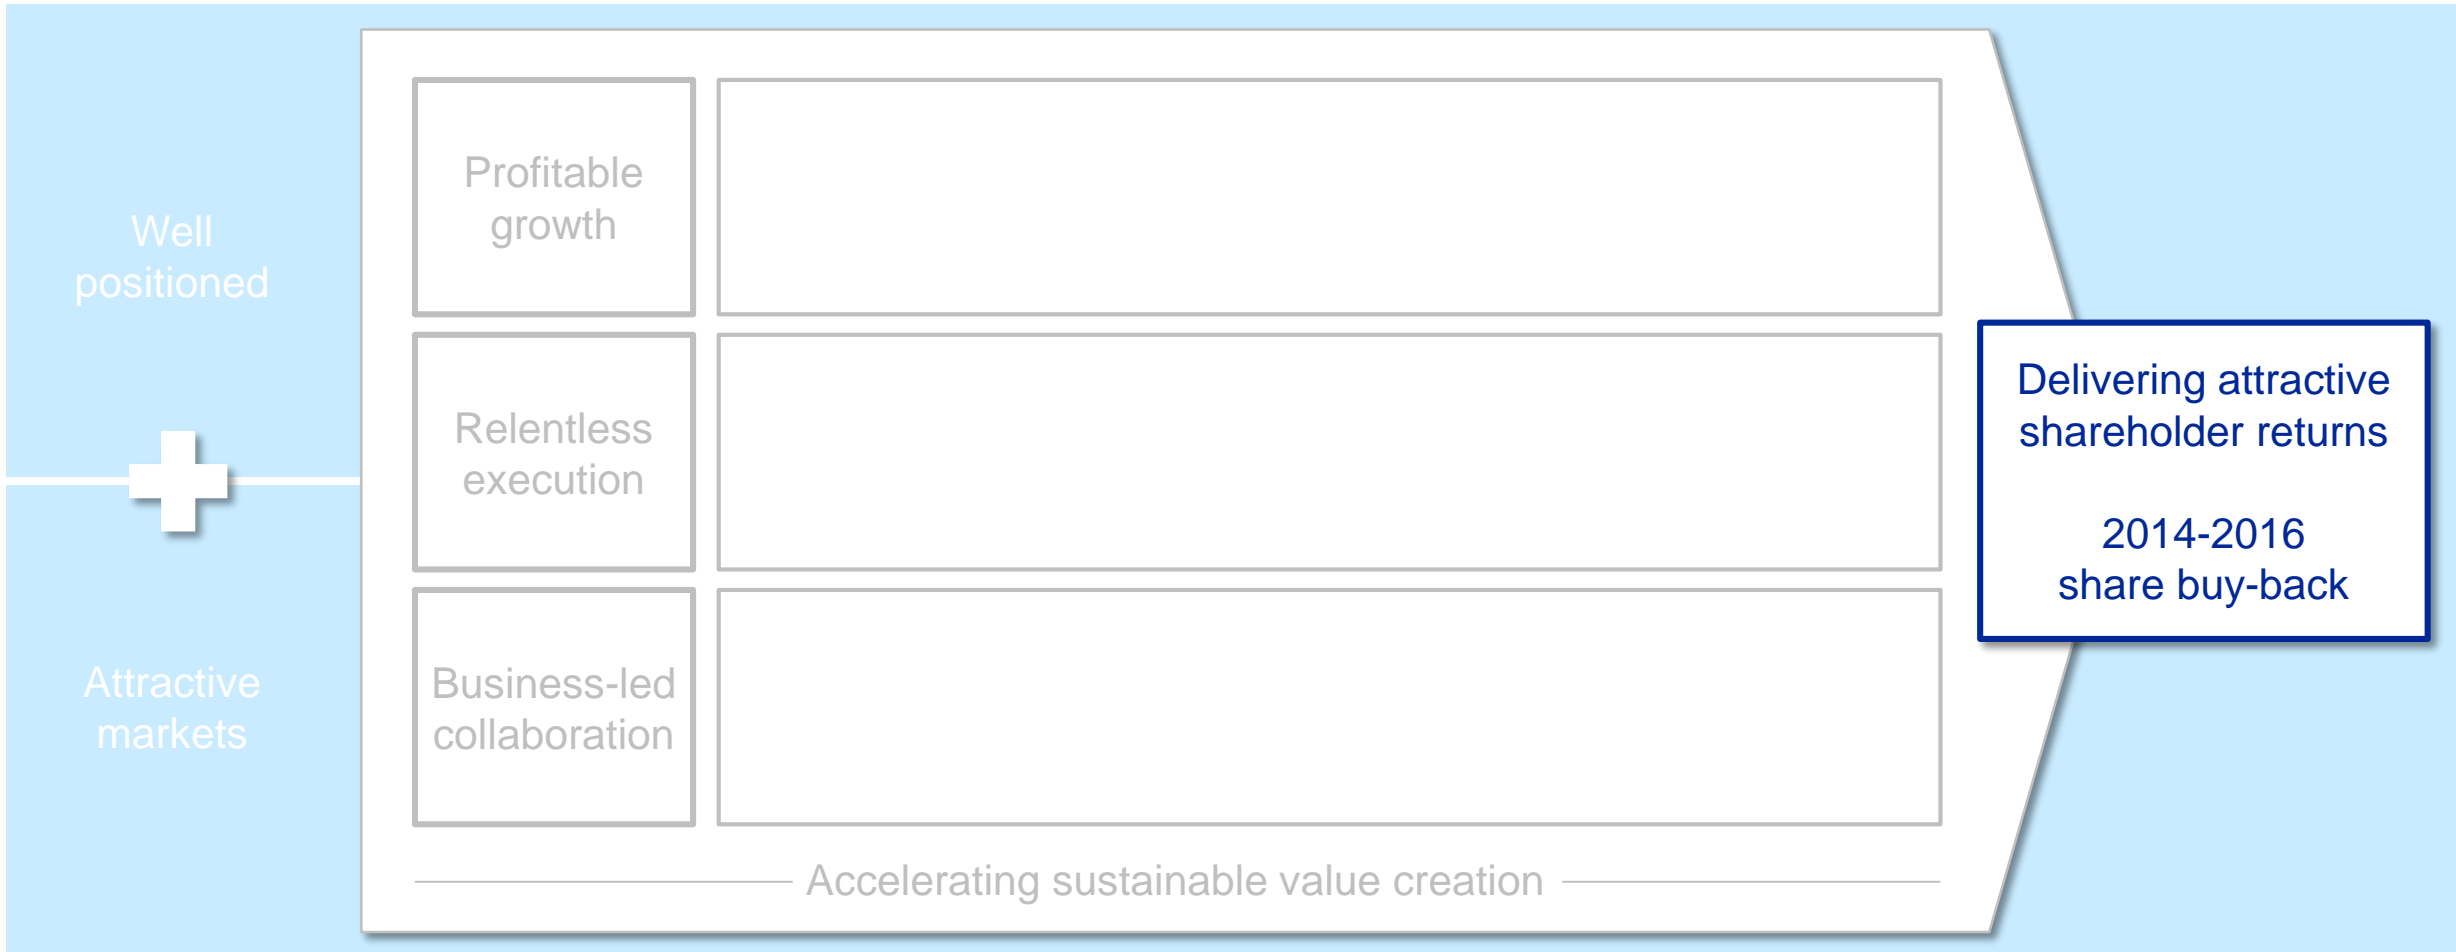 Well
positioned
Attractive
markets
Profitable
growth
Relentless
execution
Business-led
collaboration
Accelerating sustainable value creation
Delivering attractive
shareholder returns
2014-2016
share buy-back